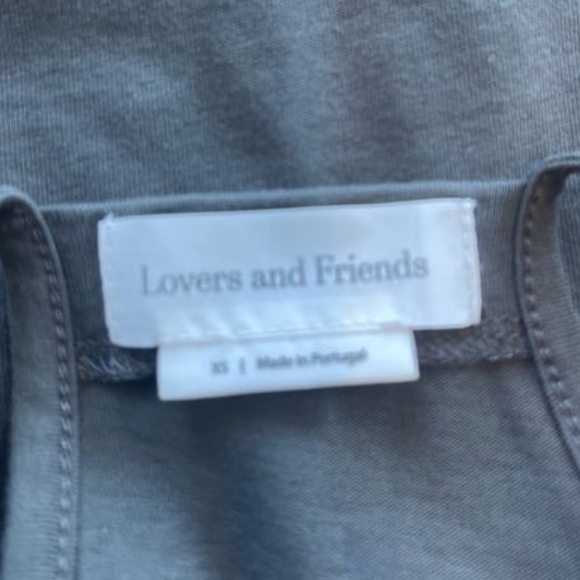 Lovers and Friends
XS | Made in Portugal